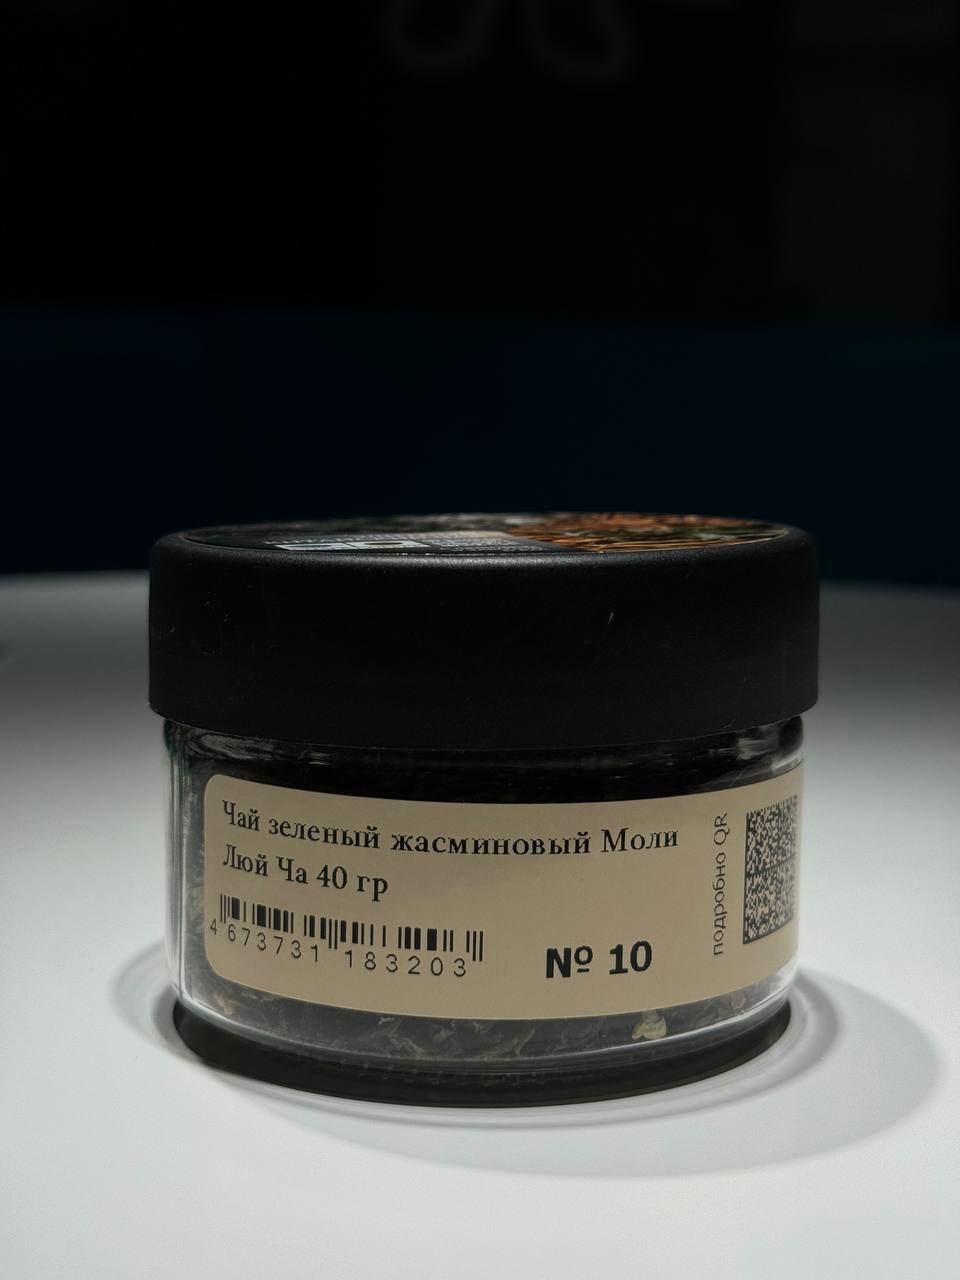 Чай зеленый жасминовый Моли
Люй Ча 40 гр
4 673731 183203
№ 10
подробно QR